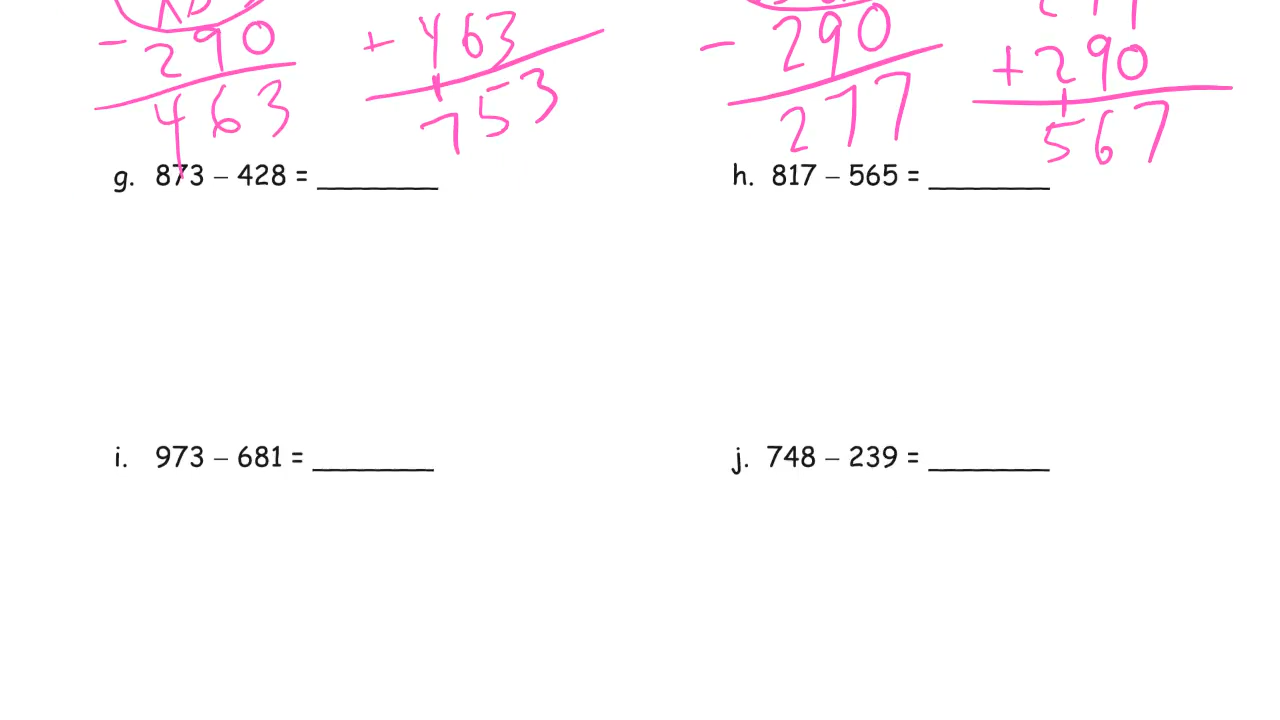 - 290 + 463 - 290 + 290
463 753 277 567
g. 873 – 428 = ________ h. 817 – 565 = ________
i. 973 – 681 = ________ j. 748 – 239 = ________